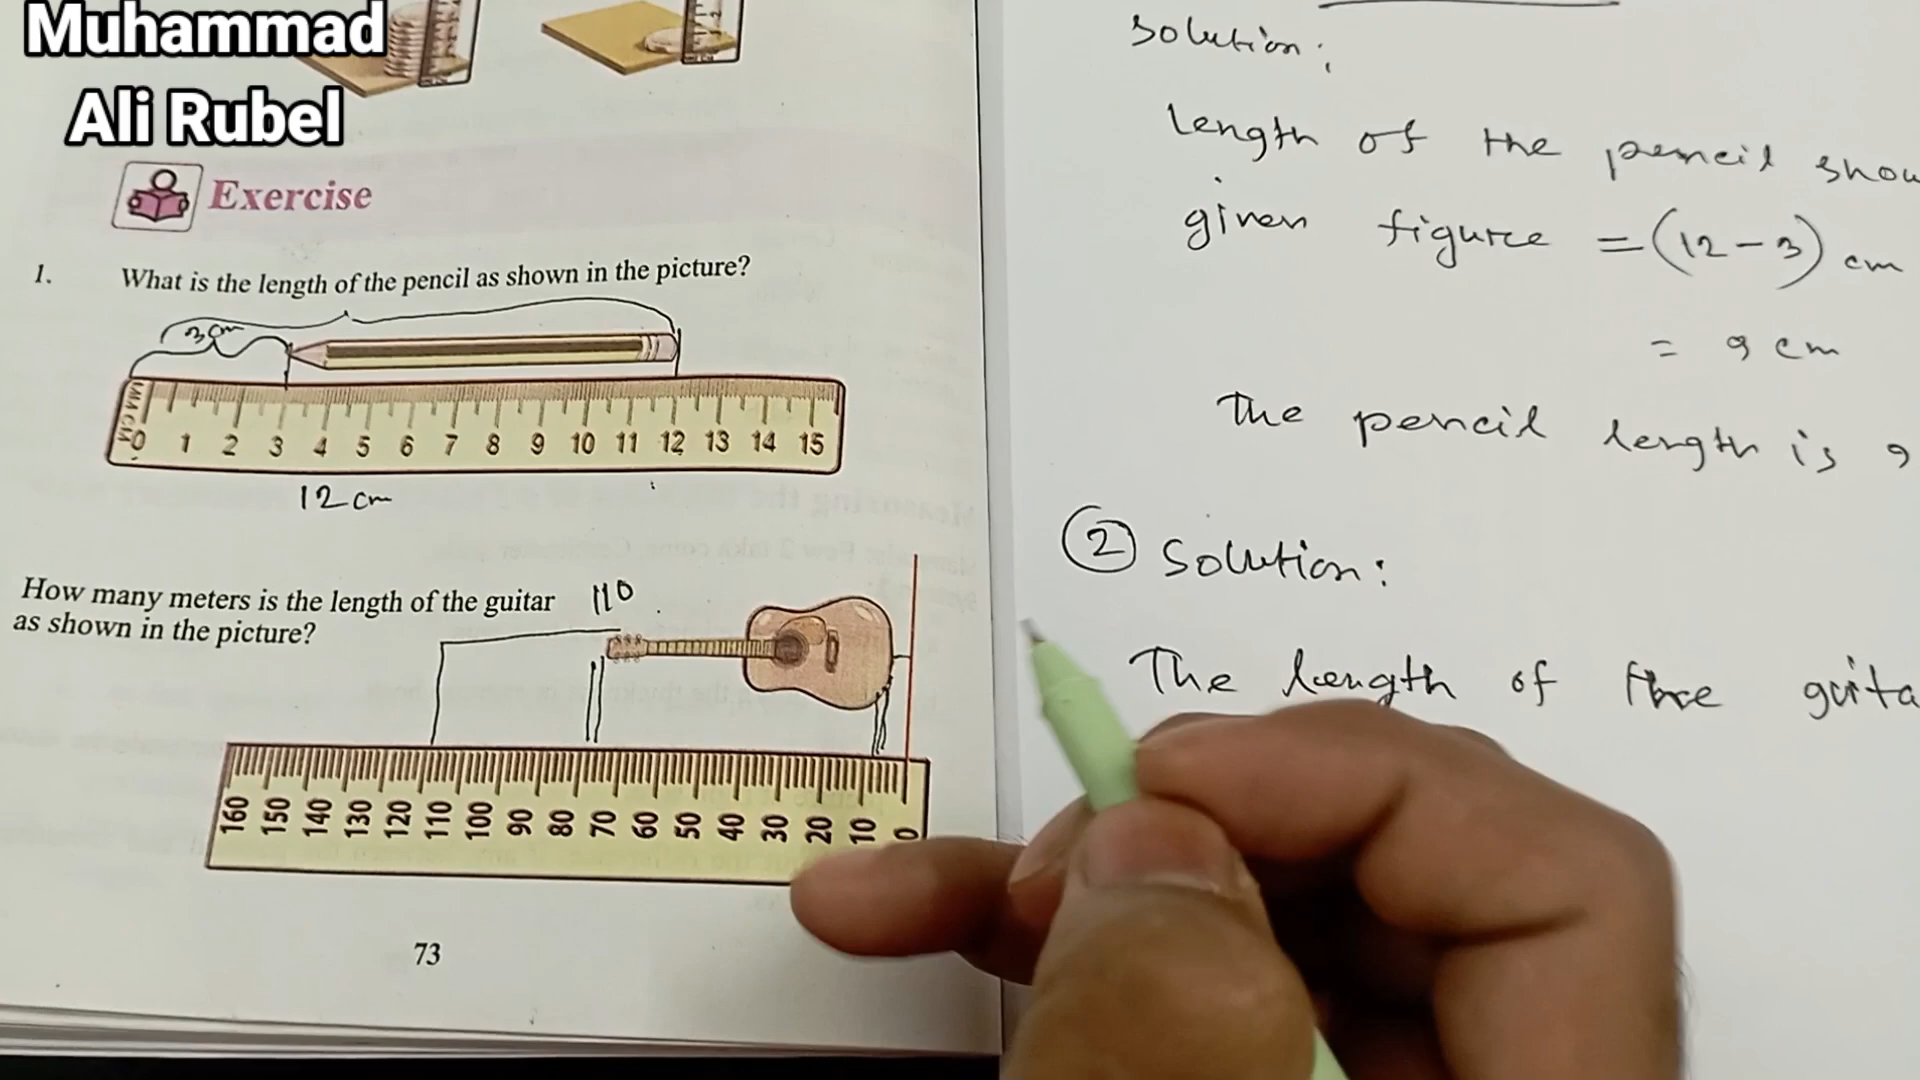 Muhammad
Ali Rubel
Exercise
1. What is the length of the pencil as shown in the picture?
3cm
CM
0 1 2 3 4 5 6 7 8 9 10 11 12 13 14 15
12 cm
How many meters is the length of the guitar
as shown in the picture?
110
160 150 140 130 120 110 100 90 80 70 60 50 40 30 20 10 0
73
Solution:
Length of the pencil
given figure = (12-3) cm
= 9 cm
The pencil length is 9
2 Solution:
The length of the